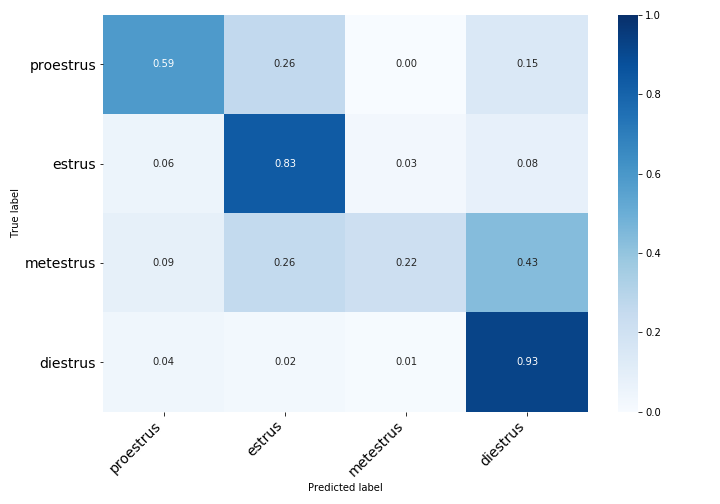 1.0
proestrus 0.59 0.26 0.00 0.15
0.8
estrus 0.06 0.83 0.03 0.08
0.6
True label
0.4
metestrus 0.09 0.26 0.22 0.43
0.2
diestrus 0.04 0.02 0.01 0.93
0.0
proestrus estrus metestrus diestrus
Predicted label